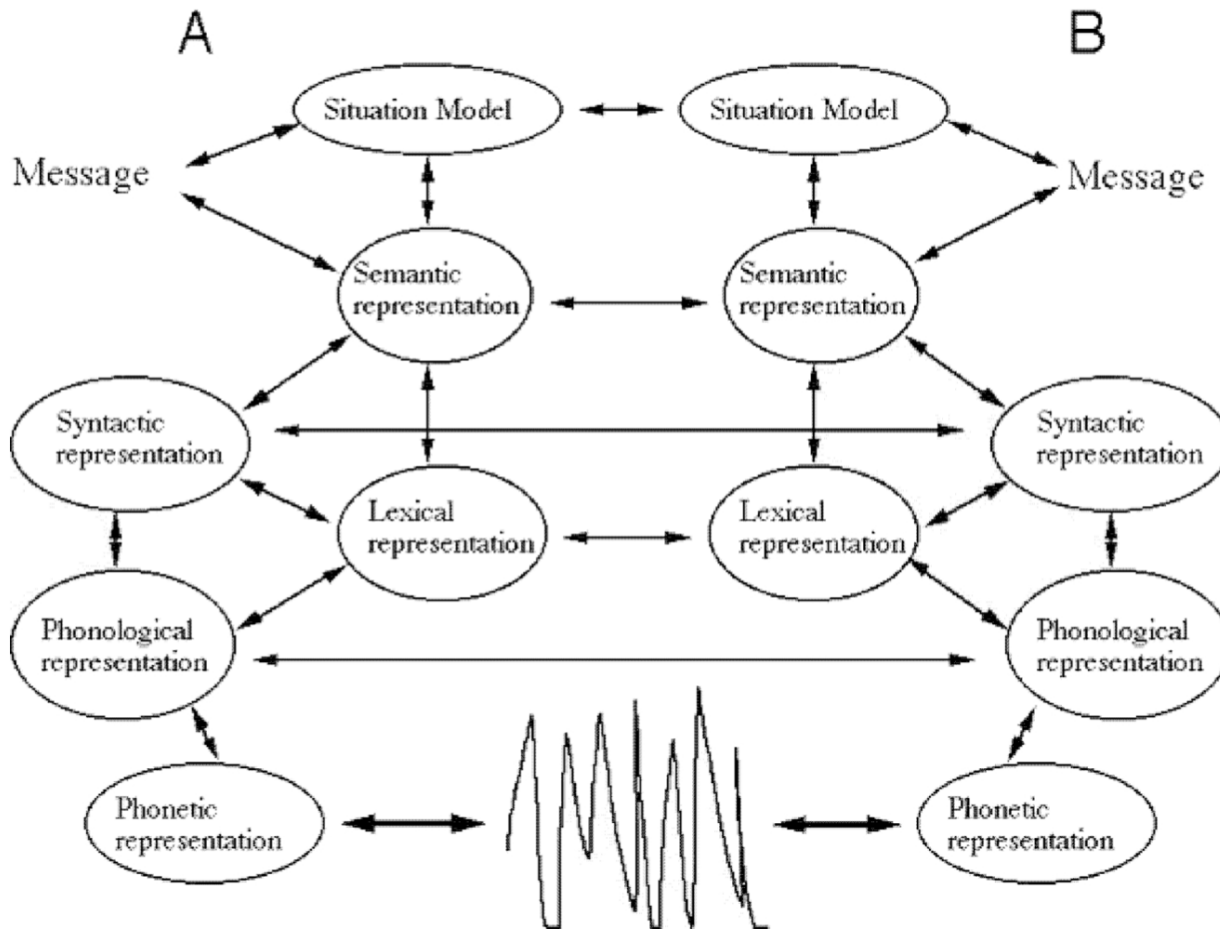 A
B
Situation Model
Situation Model
Message
Message
Semantic
representation
Semantic
representation
Syntactic
representation
Syntactic
representation
Lexical
representation
Lexical
representation
Phonological
representation
Phonological
representation
Phonetic
representation
Phonetic
representation